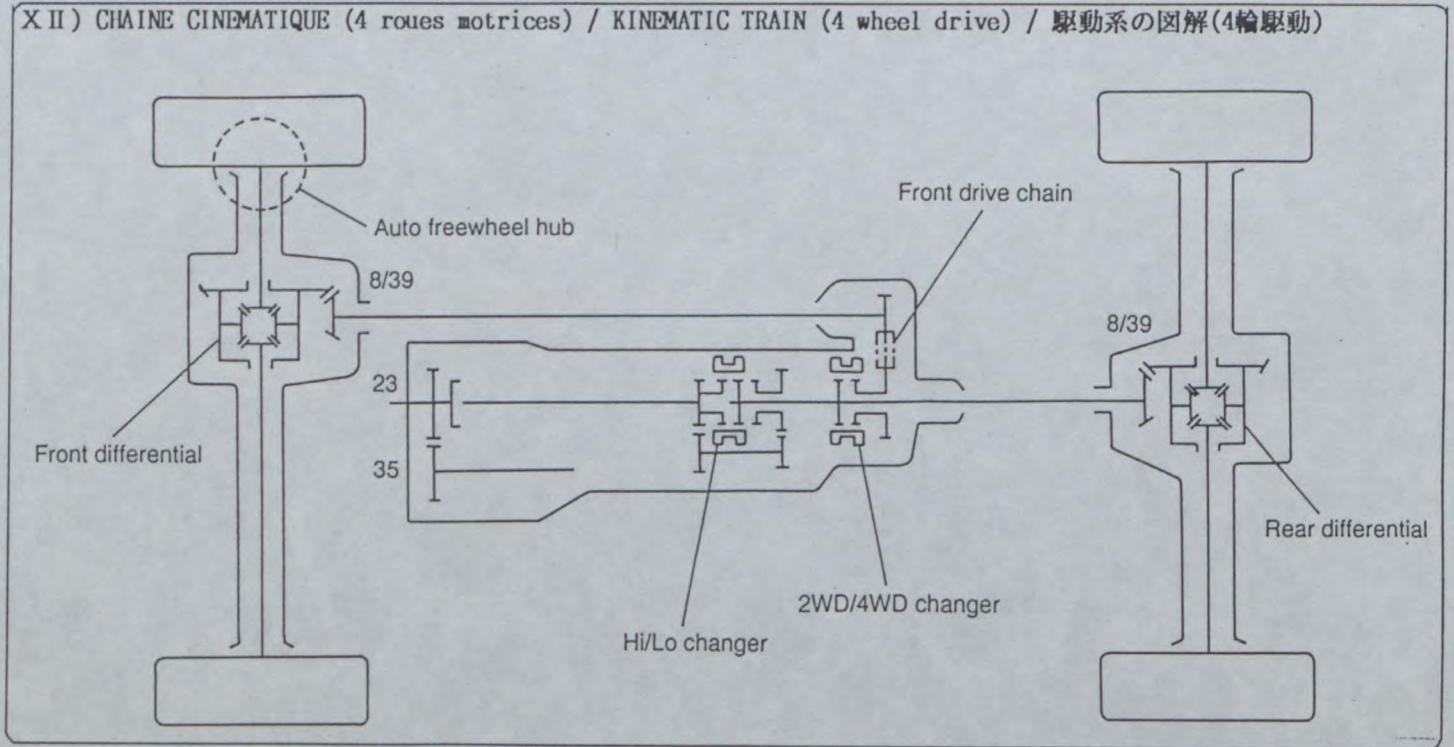 XII) CHAINE CINEMATIQUE (4 roues motrices) / KINEMATIC TRAIN (4 wheel drive) / 駆動系の図解(4輪駆動)
Front drive chain
Auto freewheel hub
8/39
8/39
23
Front differential
35
Rear differential
2WD/4WD changer
Hi/Lo changer